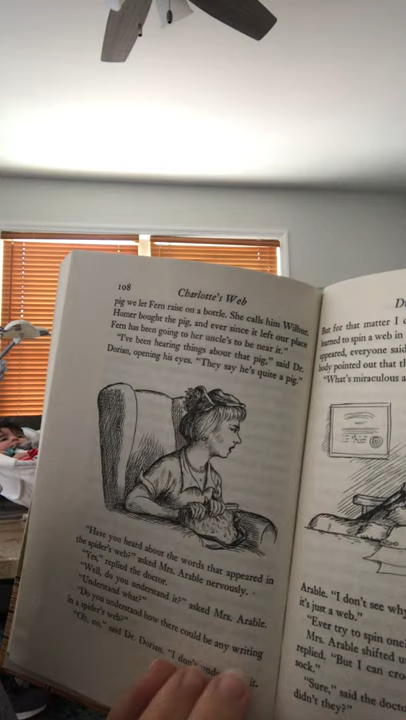 108 Charlotte's Web
pig we let Fern raise on a bottle. She calls him Wilbur.
Homer bought the pig, and ever since it left our place
Fern has been going to her uncle's to be near it."
"I've been hearing things about that pig," said Dr.
Dorian, opening his eyes. "They say he's quite a pig."
"Have you heard about the words that appeared in
the spider's web?" asked Mrs. Arable nervously.
"Yes," replied the doctor.
"Well, do you understand it?" asked Mrs. Arable.
"Understand what?"
"Do you understand how there could be any writing
in a spider's web?"
"Oh, no," said Dr. Dorian. "I don't it.
But for that matter I
learned to spin a web in
appeared, everyone said
body pointed out that th
"What's miraculous a
Arable. "I don't see why
it's just a web."
"Ever try to spin one?
Mrs. Arable shifted u
replied. "But I can cro
sock."
"Sure," said the docto
didn't they?"